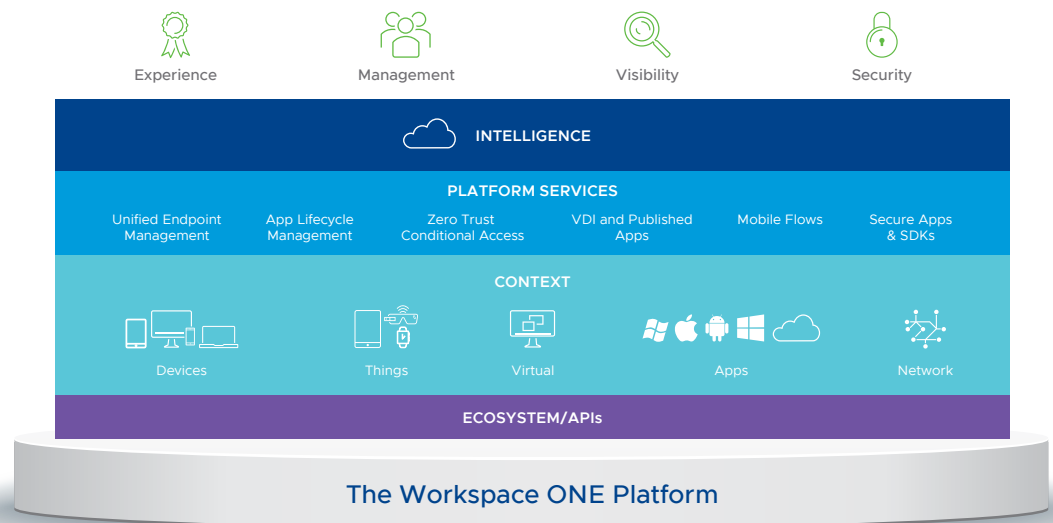 Experience
Management
Visibility
Security
INTELLIGENCE
PLATFORM SERVICES
Unified Endpoint
Management
App Lifecycle
Management
Zero Trust
Conditional Access
VDI and Published
Apps
Mobile Flows
Secure Apps
& SDKs
CONTEXT
Devices
Things
Virtual
Apps
Network
ECOSYSTEM/APIs
The Workspace ONE Platform